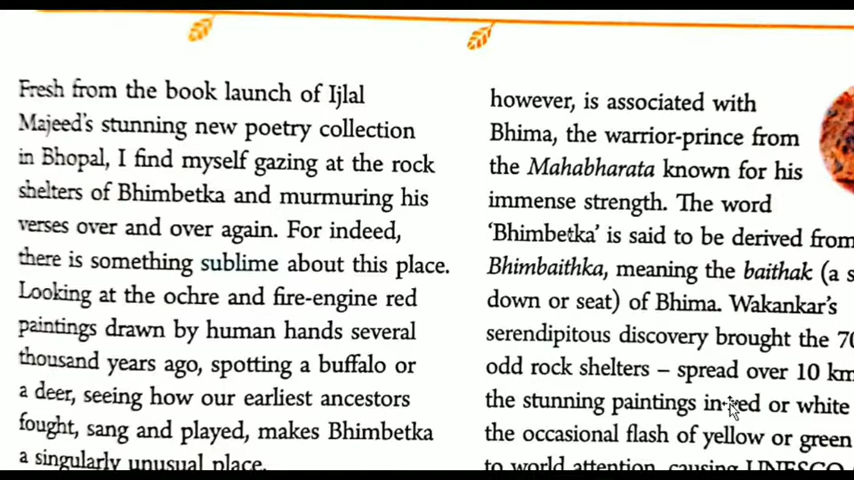 Fresh from the book launch of Ijlal
Majeed's stunning new poetry collection
in Bhopal, I find myself gazing at the rock
shelters of Bhimbetka and murmuring his
verses over and over again. For indeed,
there is something sublime about this place.
Looking at the ochre and fire-engine red
paintings drawn by human hands several
thousand years ago, spotting a buffalo or
a deer, seeing how our earliest ancestors
fought, sang and played, makes Bhimbetka
a singularly unusual place.
however, is associated with
Bhima, the warrior-prince from
the Mahabharata known for his
immense strength. The word
'Bhimbetka' is said to be derived from
Bhimbaithka, meaning the baithak (a s
down or seat) of Bhima. Wakankar's
serendipitous discovery brought the 70
odd rock shelters – spread over 10 km
the stunning paintings in red or white
the occasional flash of yellow or green
to world attention, causing UNESCO